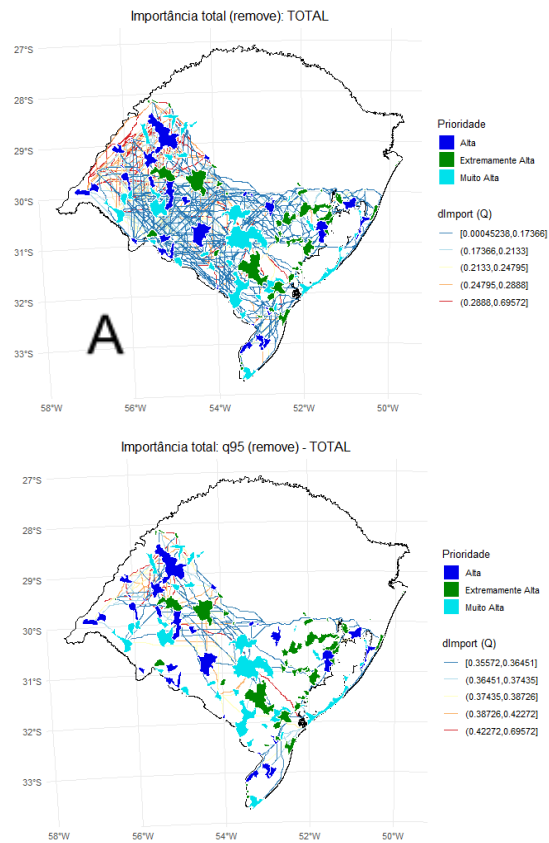 Importância total (remove): TOTAL
27°S
28°S
29°S
30°S
31°S
32°S
33°S
58°W 56°W 54°W 52°W 50°W
A
Prioridade
Alta
Extremamente Alta
Muito Alta
dImport (Q)
[0.00045238,0.17366]
(0.17366,0.2133]
(0.2133,0.24795]
(0.24795,0.2888]
(0.2888,0.69572]
Importância total: q95 (remove) - TOTAL
27°S
28°S
29°S
30°S
31°S
32°S
33°S
58°W 56°W 54°W 52°W 50°W
Prioridade
Alta
Extremamente Alta
Muito Alta
dImport (Q)
[0.35572,0.36451]
(0.36451,0.37435]
(0.37435,0.38726]
(0.38726,0.42272]
(0.42272,0.69572]